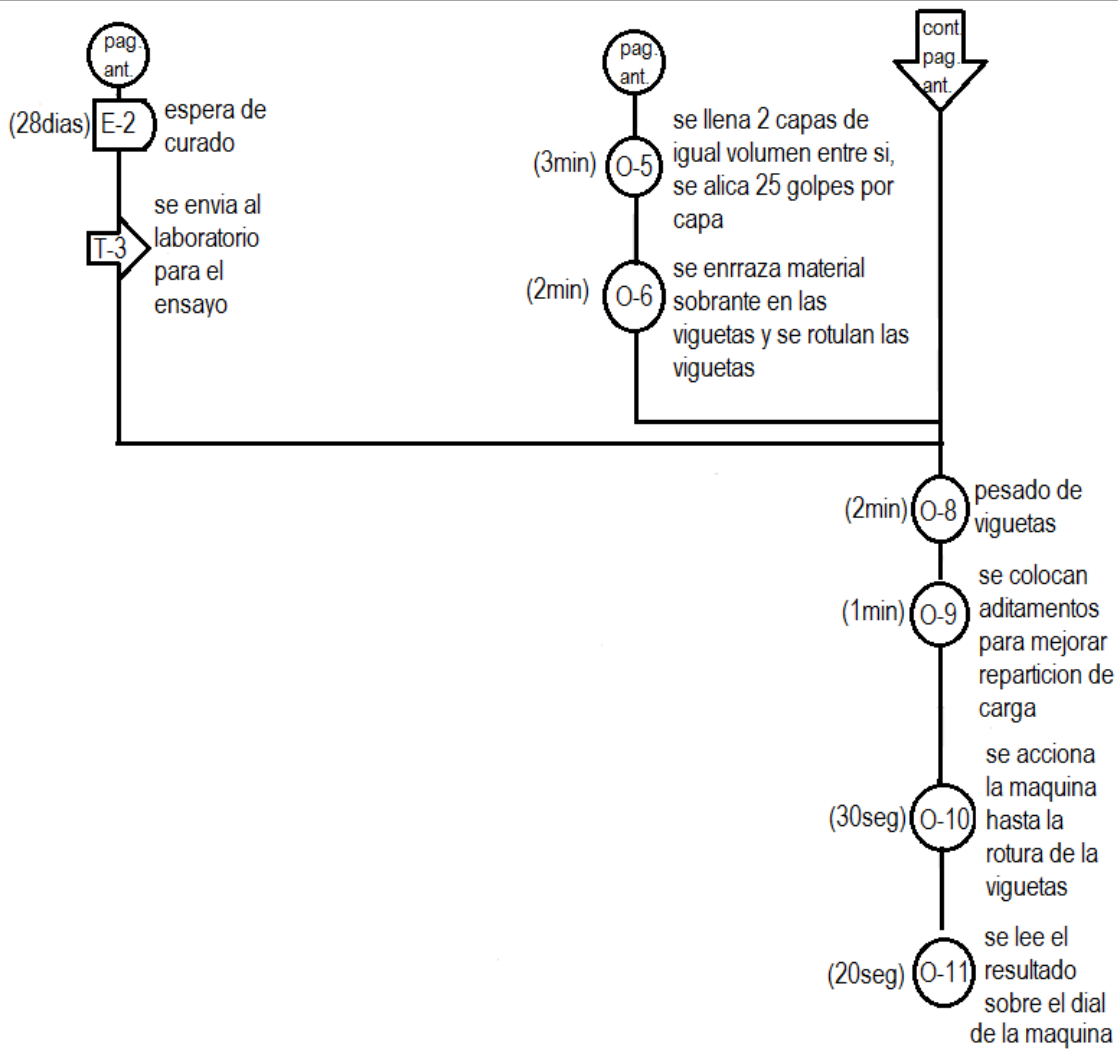 pag.
ant.
(28dias)
E-2
espera de
curado
T-3
se envia al
laboratorio
para el
ensayo
pag.
ant.
(3min)
O-5
se llena 2 capas de
igual volumen entre si,
se alica 25 golpes por
capa
(2min)
O-6
se enrraza material
sobrante en las
viguetas y se rotulan las
viguetas
cont.
pag.
ant.
(2min)
O-8
pesado de
viguetas
(1min)
O-9
se colocan
aditamentos
para mejorar
reparticion de
carga
(30seg)
O-10
se acciona
la maquina
hasta la
rotura de la
viguetas
(20seg)
O-11
se lee el
resultado
sobre el dial
de la maquina